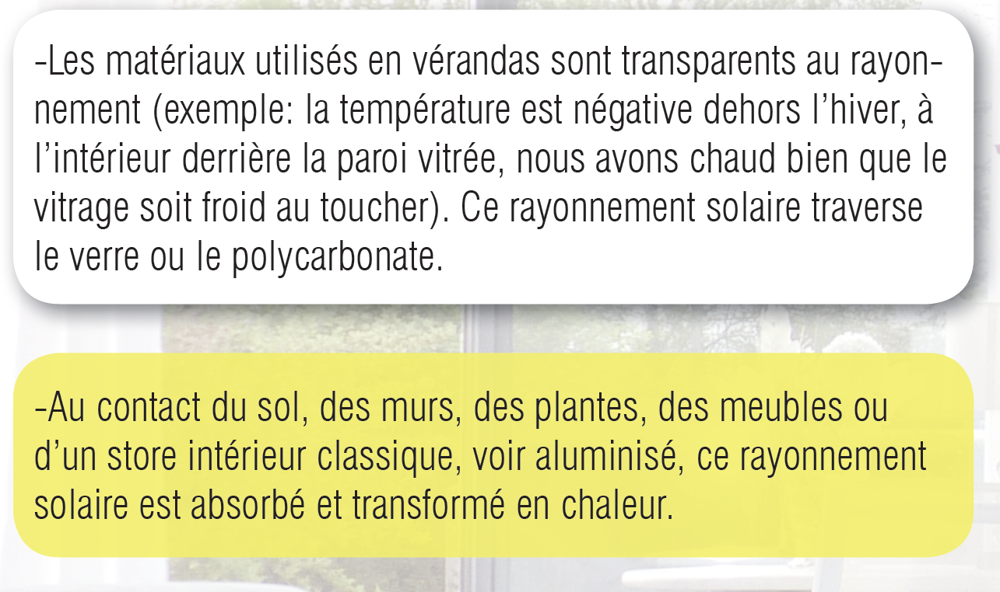 -Les matériaux utilisés en vérandas sont transparents au rayon-
nement (exemple: la température est négative dehors l'hiver, à
l'intérieur derrière la paroi vitrée, nous avons chaud bien que le
vitrage soit froid au toucher). Ce rayonnement solaire traverse
le verre ou le polycarbonate.
-Au contact du sol, des murs, des plantes, des meubles ou
d'un store intérieur classique, voir aluminisé, ce rayonnement
solaire est absorbé et transformé en chaleur.